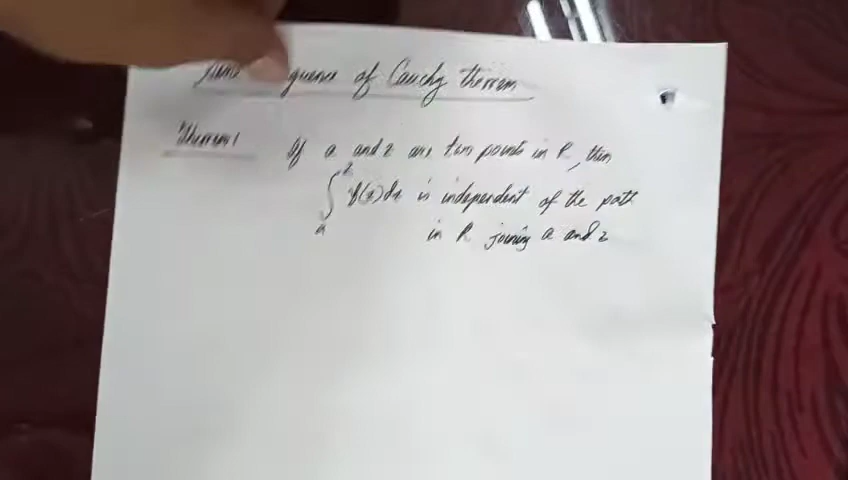 of Cauchy theorem
Theorem 1 If a and z are two points in R, then
∫ₐᶻ f(z) dz is independent of the path
in R joining a and z